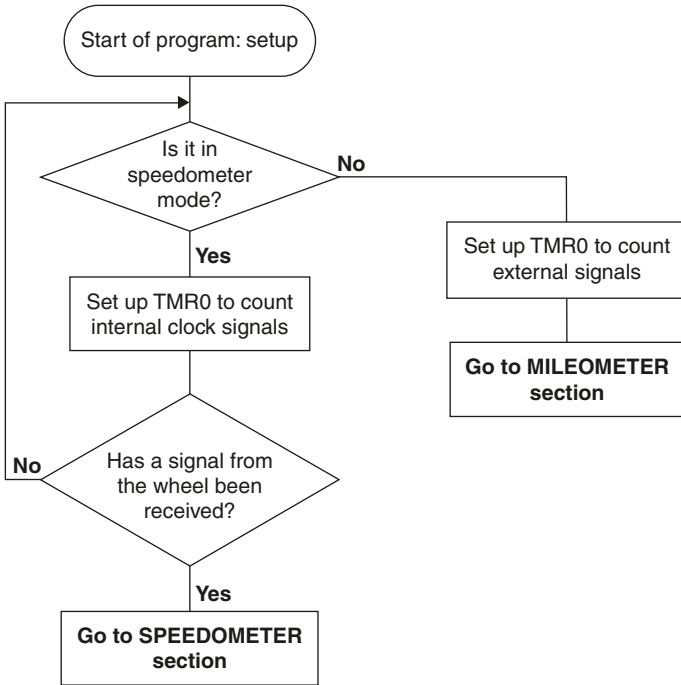 Start of program: setup
Is it in
speedometer
mode?
No
Yes
Set up TMR0 to count
internal clock signals
Set up TMR0 to count
external signals
Go to MILEOMETER
section
No
Has a signal from
the wheel been
received?
Yes
Go to SPEEDOMETER
section